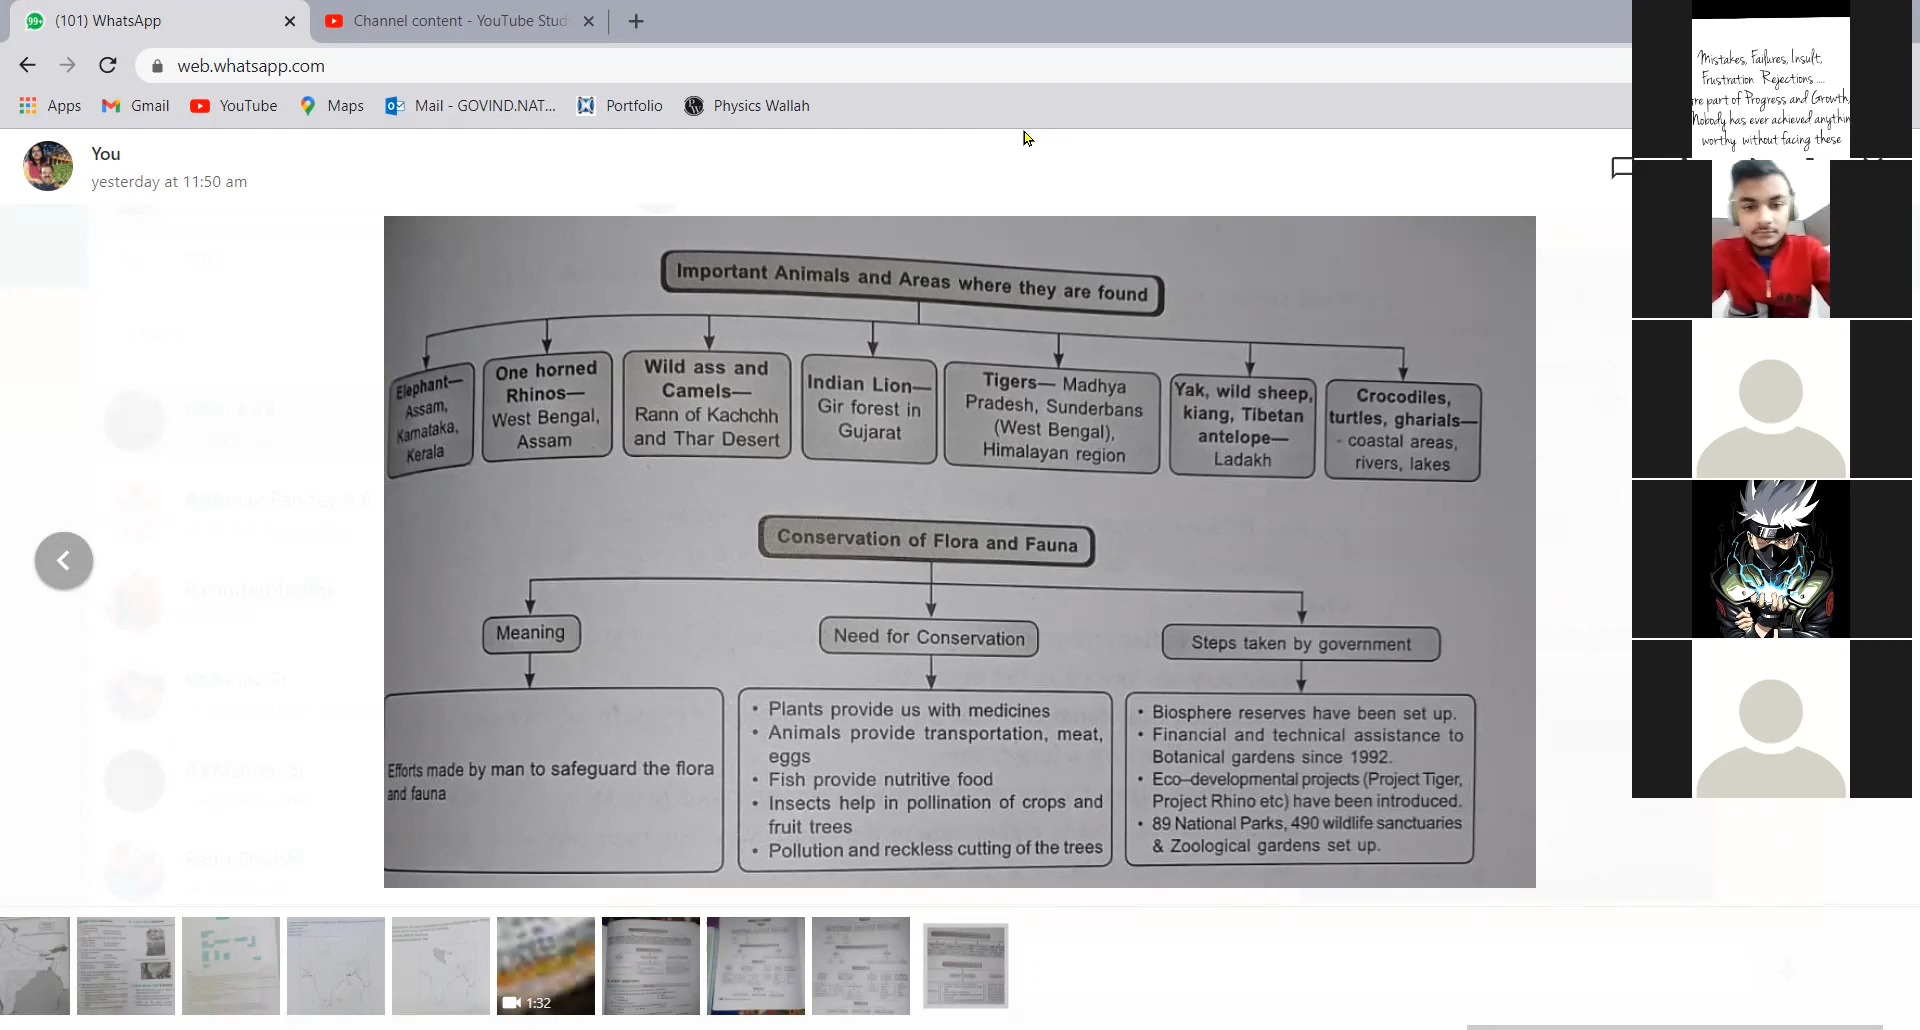 (101) WhatsApp
Channel content - YouTube Stud
web.whatsapp.com
Apps
Gmail
YouTube
Maps
Mail - GOVIND.NAT...
Portfolio
Physics Wallah
You
yesterday at 11:50 am
Important Animals and Areas where they are found
Elephant—
Assam,
Karnataka,
Kerala
One horned
Rhinos—
West Bengal,
Assam
Wild ass and
Camels—
Rann of Kachchh
and Thar Desert
Indian Lion—
Gir forest in
Gujarat
Tigers— Madhya
Pradesh, Sunderbans
(West Bengal),
Himalayan region
Yak, wild sheep,
kiang, Tibetan
antelope—
Ladakh
Crocodiles,
turtles, gharials—
coastal areas,
rivers, lakes
Conservation of Flora and Fauna
Meaning
Efforts made by man to safeguard the flora
and fauna
Need for Conservation
• Plants provide us with medicines
• Animals provide transportation, meat,
eggs
• Fish provide nutritive food
• Insects help in pollination of crops and
fruit trees
• Pollution and reckless cutting of the trees
Steps taken by government
• Biosphere reserves have been set up.
• Financial and technical assistance to
Botanical gardens since 1992.
• Eco–developmental projects (Project Tiger,
Project Rhino etc) have been introduced.
• 89 National Parks, 490 wildlife sanctuaries
& Zoological gardens set up.
1:32
Mistakes, Failures, Insult,
Frustration Rejections ....
re part of Progress and Growth,
Nobody has ever achieved anythin
worthy without facing these